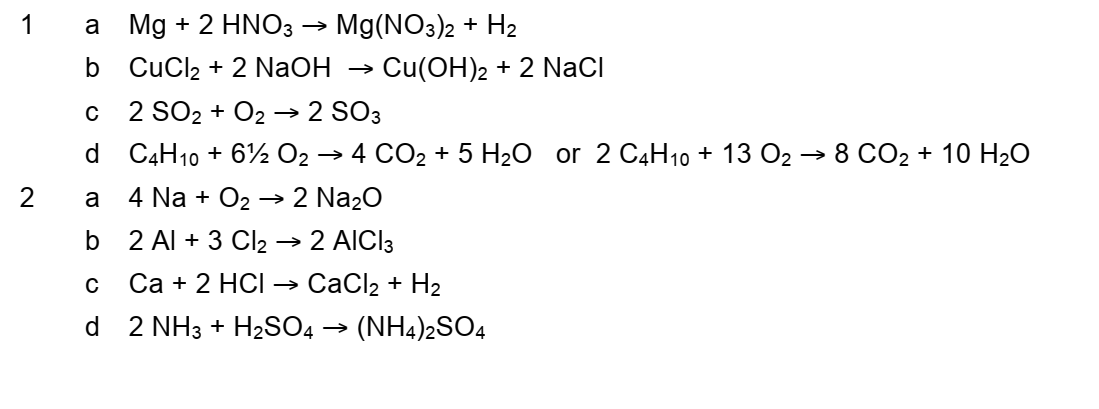 1 a Mg + 2 HNO₃ → Mg(NO₃)₂ + H₂
b CuCl₂ + 2 NaOH → Cu(OH)₂ + 2 NaCl
c 2 SO₂ + O₂ → 2 SO₃
d C₄H₁₀ + 6½ O₂ → 4 CO₂ + 5 H₂O or 2 C₄H₁₀ + 13 O₂ → 8 CO₂ + 10 H₂O
2 a 4 Na + O₂ → 2 Na₂O
b 2 Al + 3 Cl₂ → 2 AlCl₃
c Ca + 2 HCl → CaCl₂ + H₂
d 2 NH₃ + H₂SO₄ → (NH₄)₂SO₄